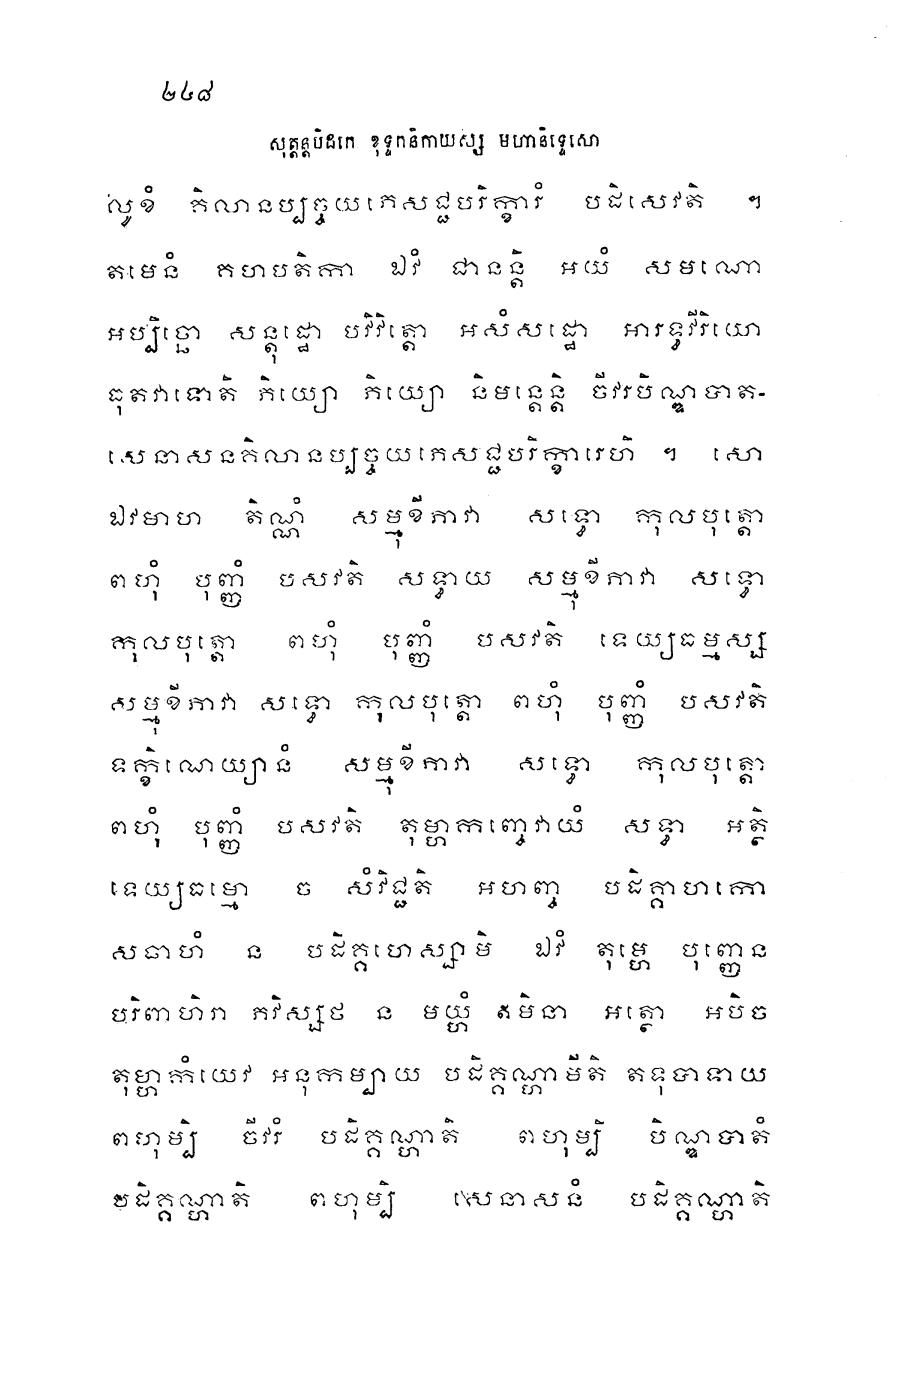 ២៤៨
សុត្តន្តបិដកេ ខុទ្ទកនិកាយស្ស មហានិទ្ទេសោ
លូខំ គិលានប្បច្ចយភេសជ្ជបរិក្ខារំ បដិសេវតិ ។
តមេនំ គហបតិកា ឯវំ ជានន្តិ អយំ សមណោ
អប្បិច្ឆោ សន្តុដ្ឋោ បវិវិត្តោ អសំសដ្ឋោ អារទ្ធវីរិយោ
ធុតវាទោតិ ភិយ្យោ ភិយ្យោ និមន្តេន្តិ ចីវរបិណ្ឌបាត-
សេនាសនគិលានប្បច្ចយភេសជ្ជបរិក្ខារេហិ ។ សោ
ឯវមាហ តិណ្ណំ សម្មុខីភាវា សទ្ធោ កុលបុត្តោ
ពហុំ បុញ្ញំ បសវតិ សទ្ធាយ សម្មុខីភាវា សទ្ធោ
កុលបុត្តោ ពហុំ បុញ្ញំ បសវតិ ទេយ្យធម្មស្ស
សម្មុខីភាវា សទ្ធោ កុលបុត្តោ ពហុំ បុញ្ញំ បសវតិ
ទក្ខិណេយ្យានំ សម្មុខីភាវា សទ្ធោ កុលបុត្តោ
ពហុំ បុញ្ញំ បសវតិ តុម្ហាកញ្ចេវាយំ សទ្ធា អត្ថិ
ទេយ្យធម្មោ ច សំវិជ្ជតិ អហញ្ច បដិគ្គាហកោ
សចាហំ ន បដិគ្គហេស្សាមិ ឯវំ តុម្ហេ បុញ្ញេន
បរិពាហិរា ភវិស្សថ ន មយ្ហំ ឥមិនា អត្ថោ អបិច
តុម្ហាកំយេវ អនុកម្បាយ បដិគ្គណ្ហាមីតិ តទុបាទាយ
ពហុម្បិ ចីវរំ បដិគ្គណ្ហាតិ ពហុម្បិ បិណ្ឌបាតំ
បដិគ្គណ្ហាតិ ពហុម្បិ សេនាសនំ បដិគ្គណ្ហាតិ